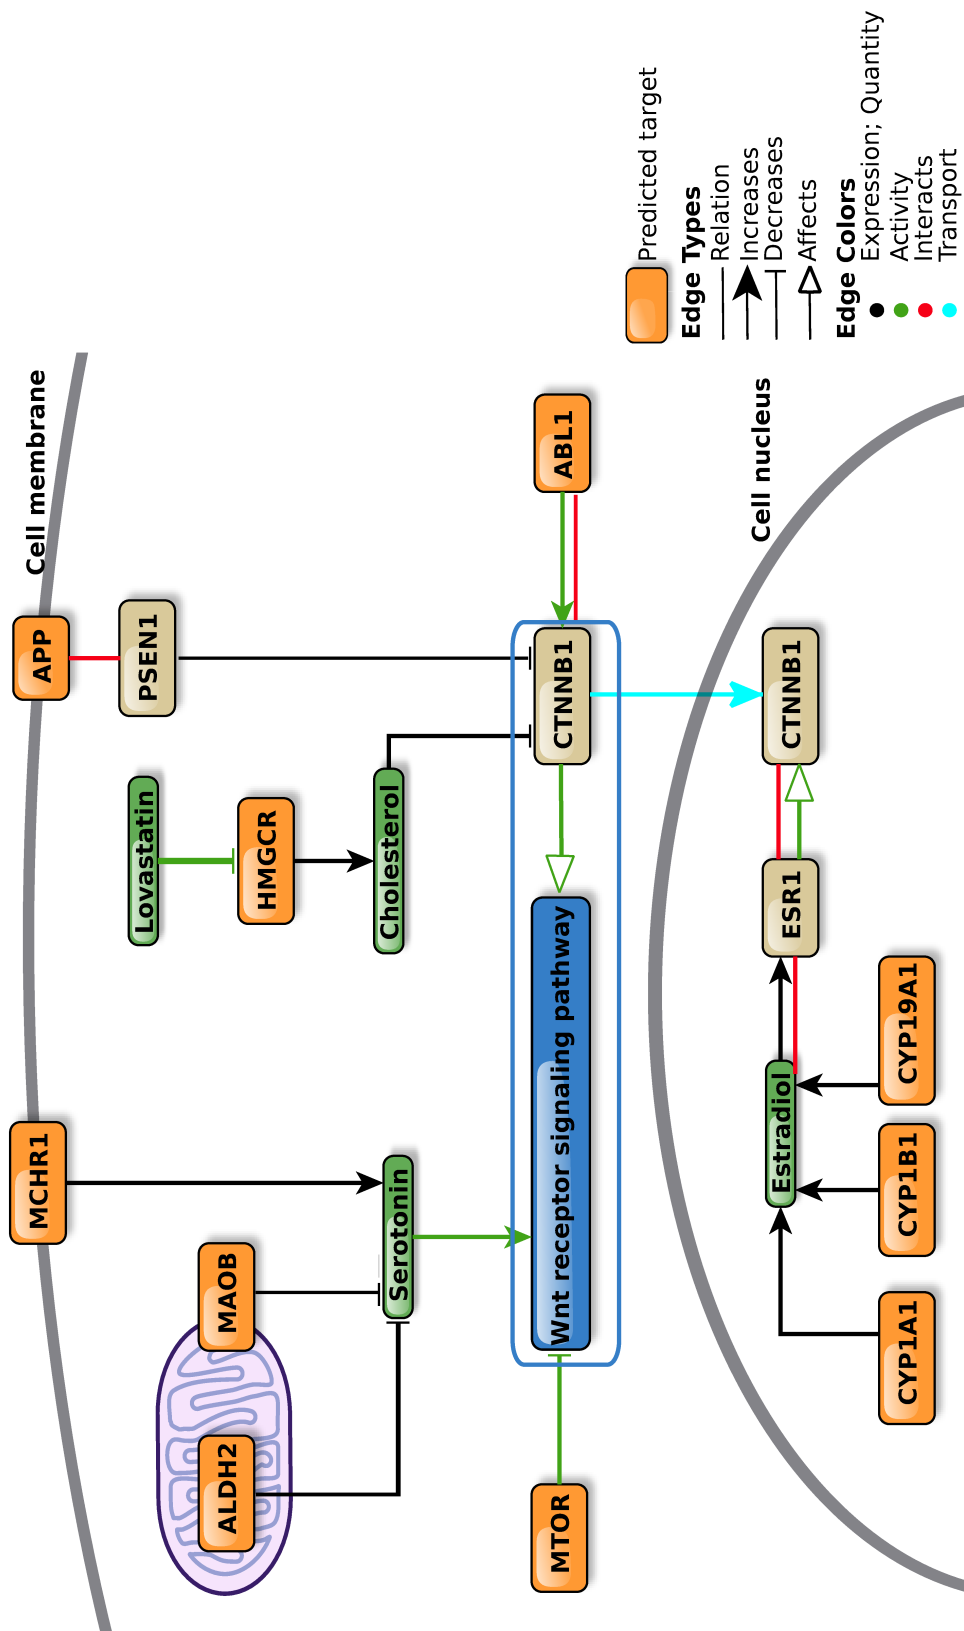 Cell membrane
MCHR1
APP
PSEN1
Lovastatin
MAOB
ALDH2
HMGCR
Serotonin
Cholesterol
MTOR
Wnt receptor signaling pathway
CTNNB1
ABL1
Cell nucleus
Estradiol
ESR1
CTNNB1
CYP1A1
CYP1B1
CYP19A1
Predicted target
Edge Types
Relation
Increases
Decreases
Affects
Edge Colors
Expression; Quantity
Activity
Interacts
Transport